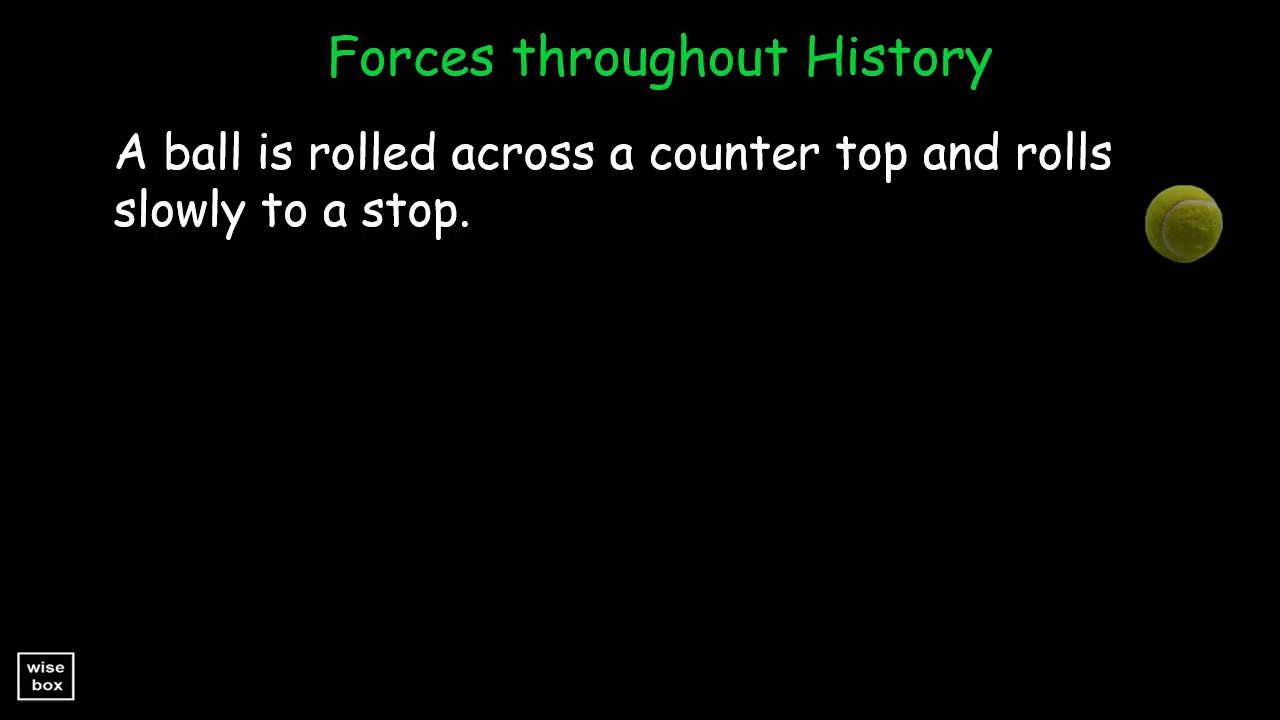 Forces throughout History
A ball is rolled across a counter top and rolls
slowly to a stop.
wise
box